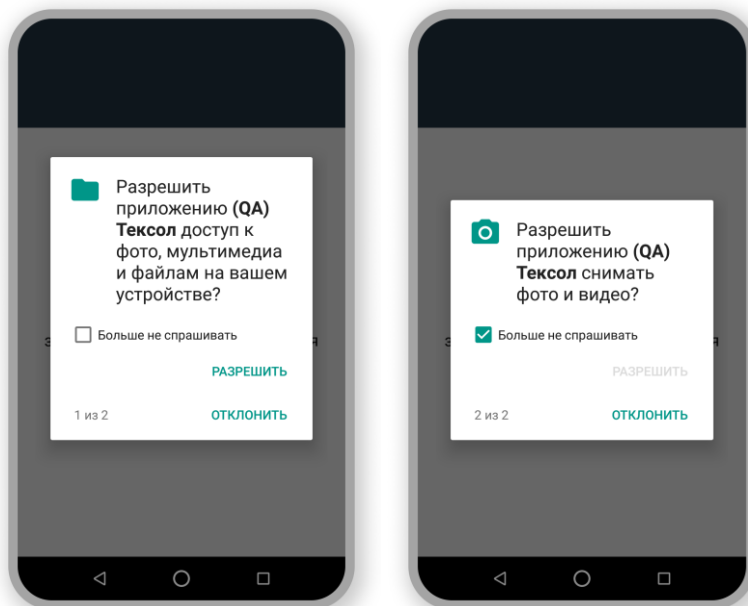 Разрешить
приложению (QA)
Тексол доступ к
фото, мультимедиа
и файлам на вашем
устройстве?
Больше не спрашивать
РАЗРЕШИТЬ
1 из 2
ОТКЛОНИТЬ
Разрешить
приложению (QA)
Тексол снимать
фото и видео?
Больше не спрашивать
РАЗРЕШИТЬ
2 из 2
ОТКЛОНИТЬ